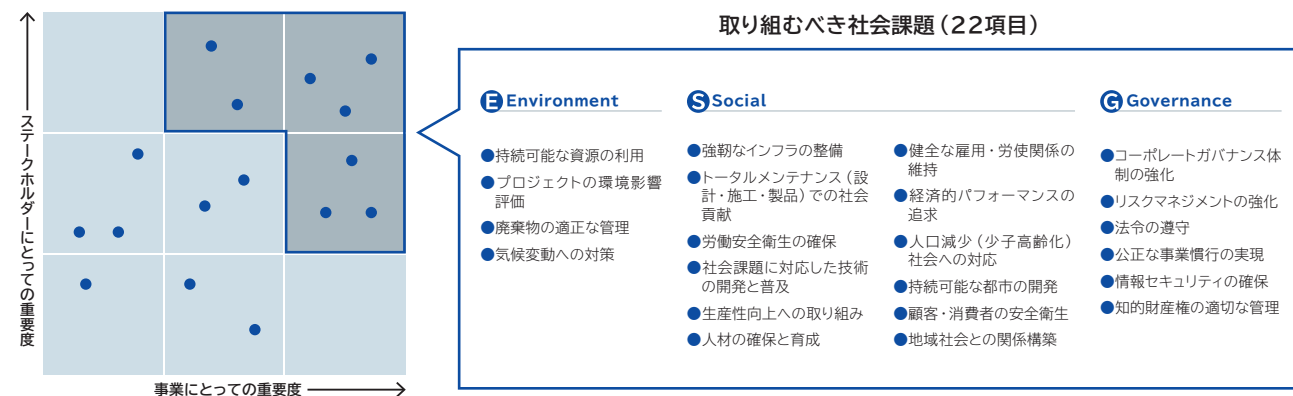 取り組むべき社会課題（22項目）
ステークホルダーにとっての重要度
事業にとっての重要度
E Environment
●持続可能な資源の利用
●プロジェクトの環境影響
評価
●廃棄物の適正な管理
●気候変動への対策
S Social
●強靭なインフラの整備
●トータルメンテナンス（設
計・施工・製品）での社会
貢献
●労働安全衛生の確保
●社会課題に対応した技術
の開発と普及
●生産性向上への取り組み
●人材の確保と育成
●健全な雇用・労使関係の
維持
●経済的パフォーマンスの
追求
●人口減少（少子高齢化）
社会への対応
●持続可能な都市の開発
●顧客・消費者の安全衛生
●地域社会との関係構築
G Governance
●コーポレートガバナンス体
制の強化
●リスクマネジメントの強化
●法令の遵守
●公正な事業慣行の実現
●情報セキュリティの確保
●知的財産権の適切な管理